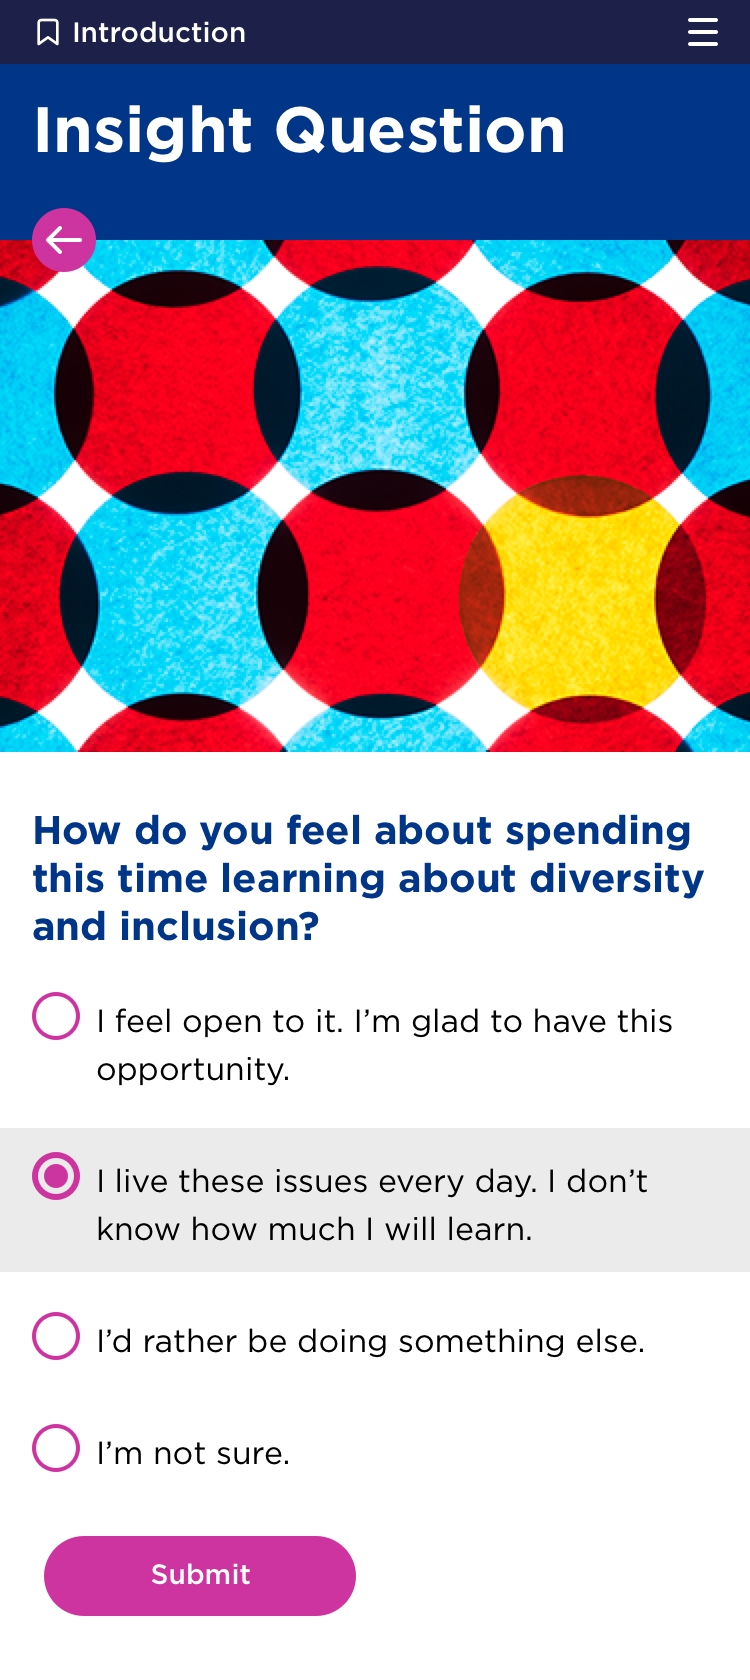 Introduction
Insight Question
How do you feel about spending
this time learning about diversity
and inclusion?
I feel open to it. I’m glad to have this
opportunity.
I live these issues every day. I don’t
know how much I will learn.
I’d rather be doing something else.
I’m not sure.
Submit